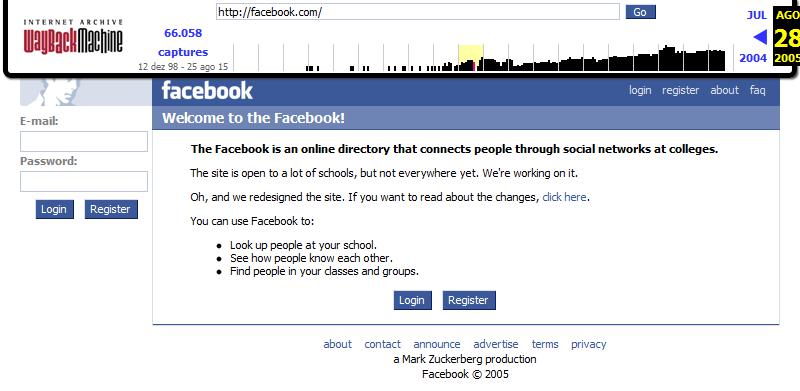 INTERNET ARCHIVE
WayBackMachine
http://facebook.com/
Go
66.058
captures
12 dez 98 - 25 ago 15
JUL
AGO
28
2004
2005
facebook
login register about faq
Welcome to the Facebook!
E-mail:
Password:
Login Register
The Facebook is an online directory that connects people through social networks at colleges.
The site is open to a lot of schools, but not everywhere yet. We're working on it.
Oh, and we redesigned the site. If you want to read about the changes, click here.
You can use Facebook to:
• Look up people at your school.
• See how people know each other.
• Find people in your classes and groups.
Login Register
about contact announce advertise terms privacy
a Mark Zuckerberg production
Facebook © 2005